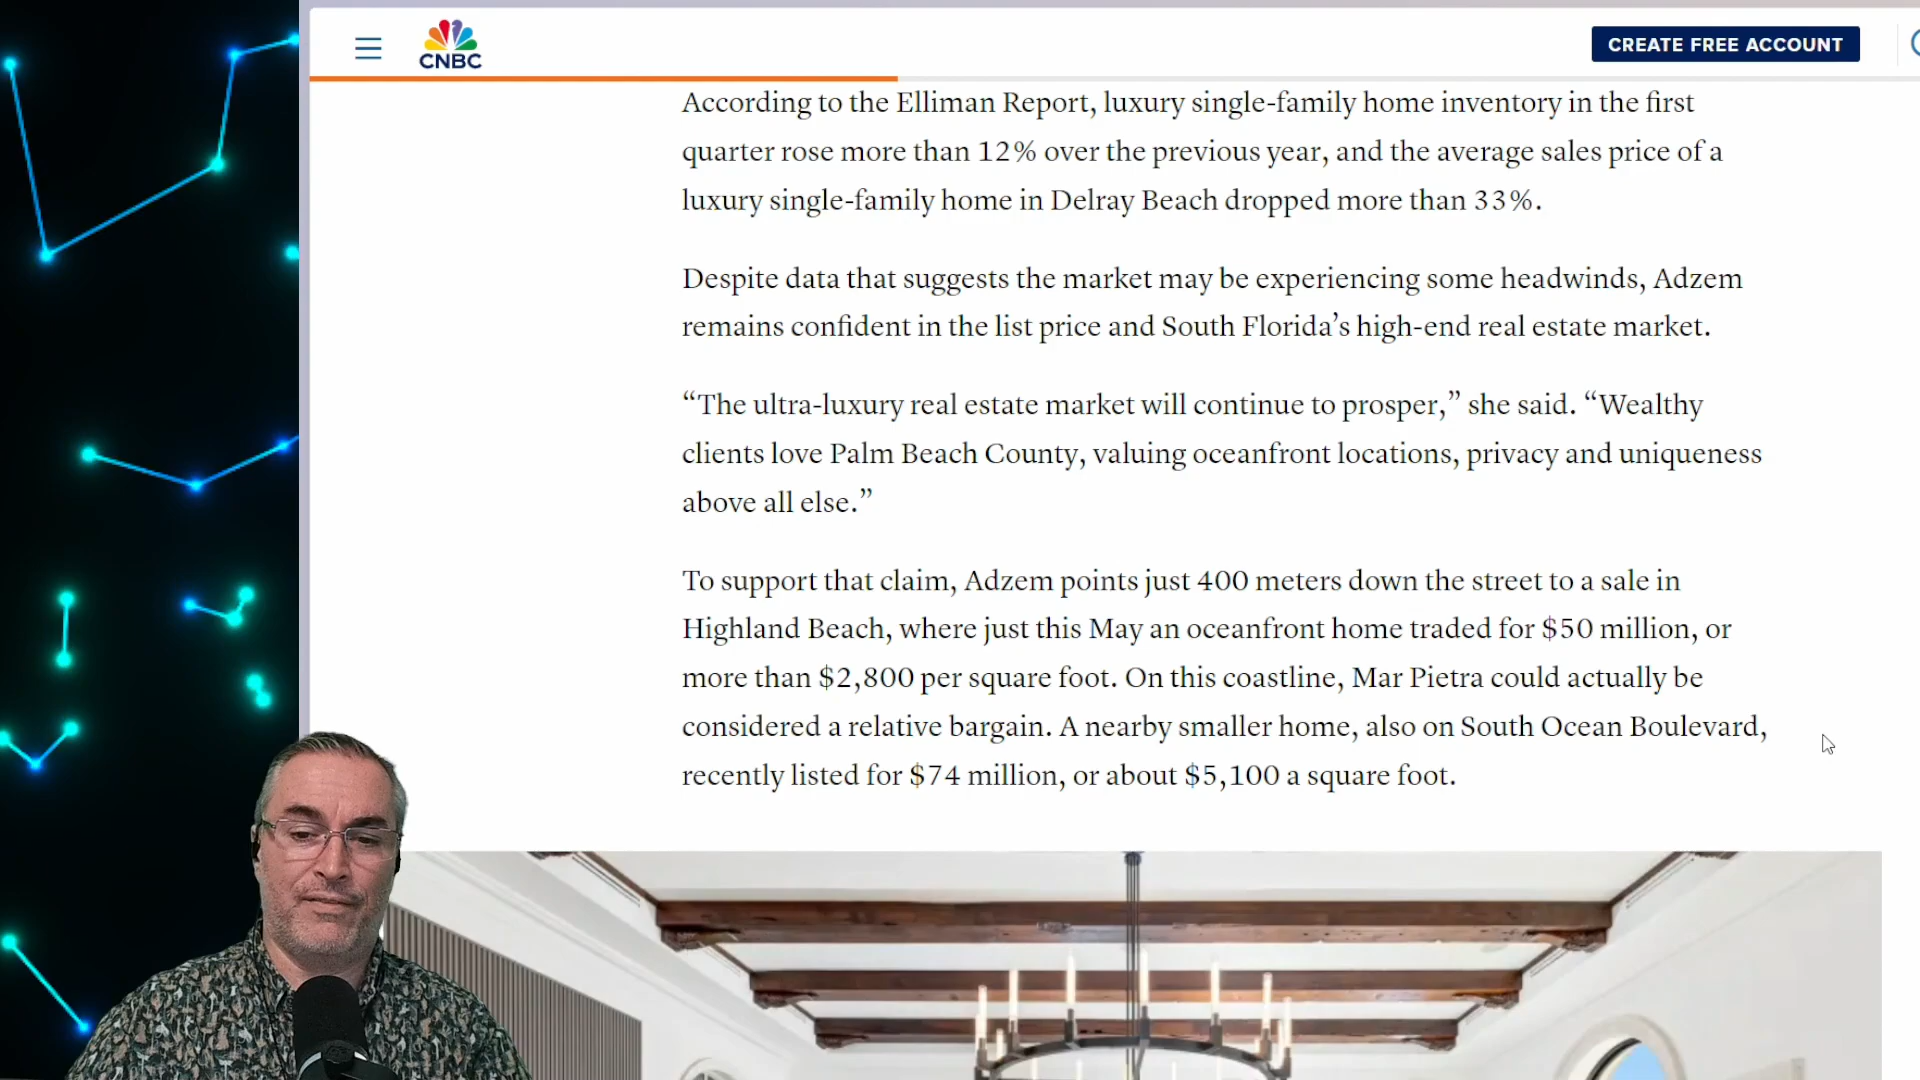 CNBC
CREATE FREE ACCOUNT
According to the Elliman Report, luxury single-family home inventory in the first
quarter rose more than 12% over the previous year, and the average sales price of a
luxury single-family home in Delray Beach dropped more than 33%.
Despite data that suggests the market may be experiencing some headwinds, Adzem
remains confident in the list price and South Florida’s high-end real estate market.
“The ultra-luxury real estate market will continue to prosper,” she said. “Wealthy
clients love Palm Beach County, valuing oceanfront locations, privacy and uniqueness
above all else.”
To support that claim, Adzem points just 400 meters down the street to a sale in
Highland Beach, where just this May an oceanfront home traded for $50 million, or
more than $2,800 per square foot. On this coastline, Mar Pietra could actually be
considered a relative bargain. A nearby smaller home, also on South Ocean Boulevard,
recently listed for $74 million, or about $5,100 a square foot.